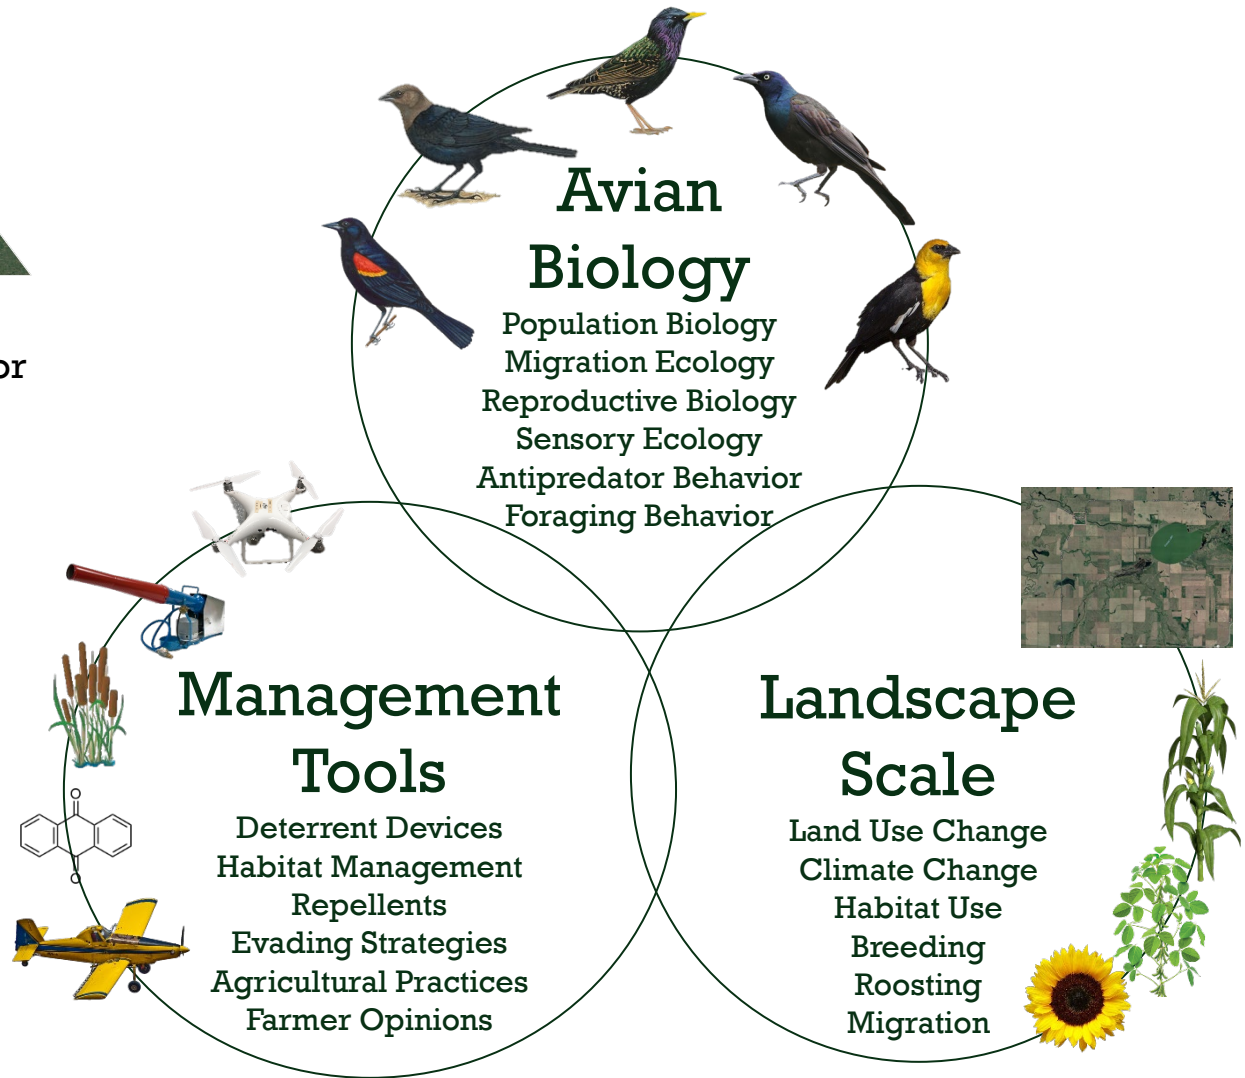 Avian
Biology
Population Biology
Migration Ecology
Reproductive Biology
Sensory Ecology
Antipredator Behavior
Foraging Behavior
or
Management
Tools
Deterrent Devices
Habitat Management
Repellents
Evading Strategies
Agricultural Practices
Farmer Opinions
Landscape
Scale
Land Use Change
Climate Change
Habitat Use
Breeding
Roosting
Migration
O
O